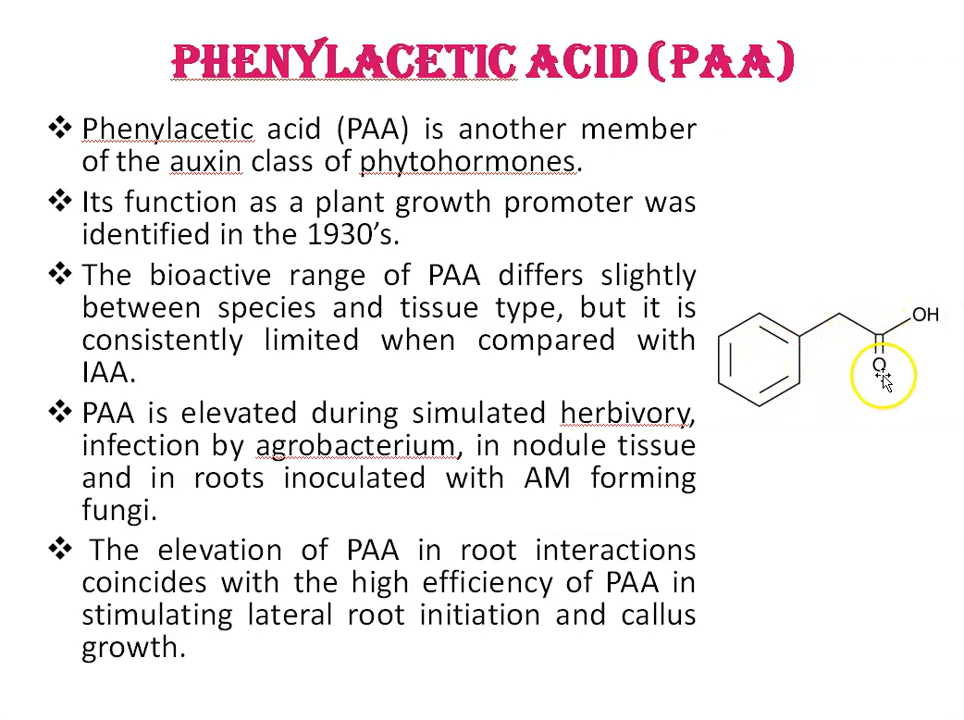 PHENYLACETIC ACID (PAA)
❖ Phenylacetic acid (PAA) is another member
of the auxin class of phytohormones.
❖ Its function as a plant growth promoter was
identified in the 1930’s.
❖ The bioactive range of PAA differs slightly
between species and tissue type, but it is
consistently limited when compared with
IAA.
❖ PAA is elevated during simulated herbivory,
infection by agrobacterium, in nodule tissue
and in roots inoculated with AM forming
fungi.
❖ The elevation of PAA in root interactions
coincides with the high efficiency of PAA in
stimulating lateral root initiation and callus
growth.
OH
O